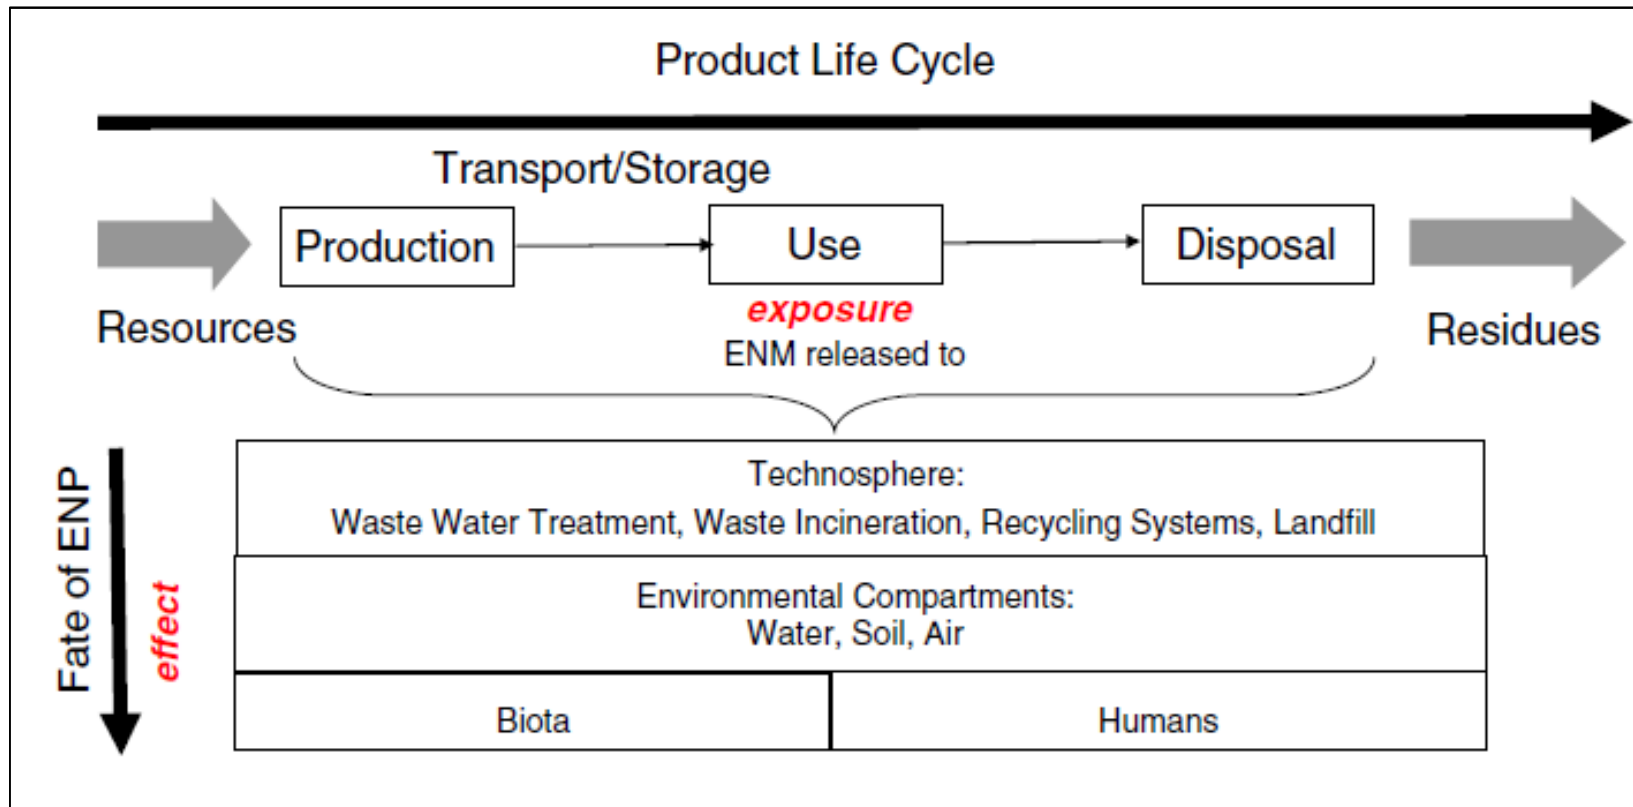 Product Life Cycle
Transport/Storage
Production
Use
Disposal
exposure
Resources
Residues
ENM released to
Fate of ENP
effect
Technosphere:
Waste Water Treatment, Waste Incineration, Recycling Systems, Landfill
Environmental Compartments:
Water, Soil, Air
Biota
Humans